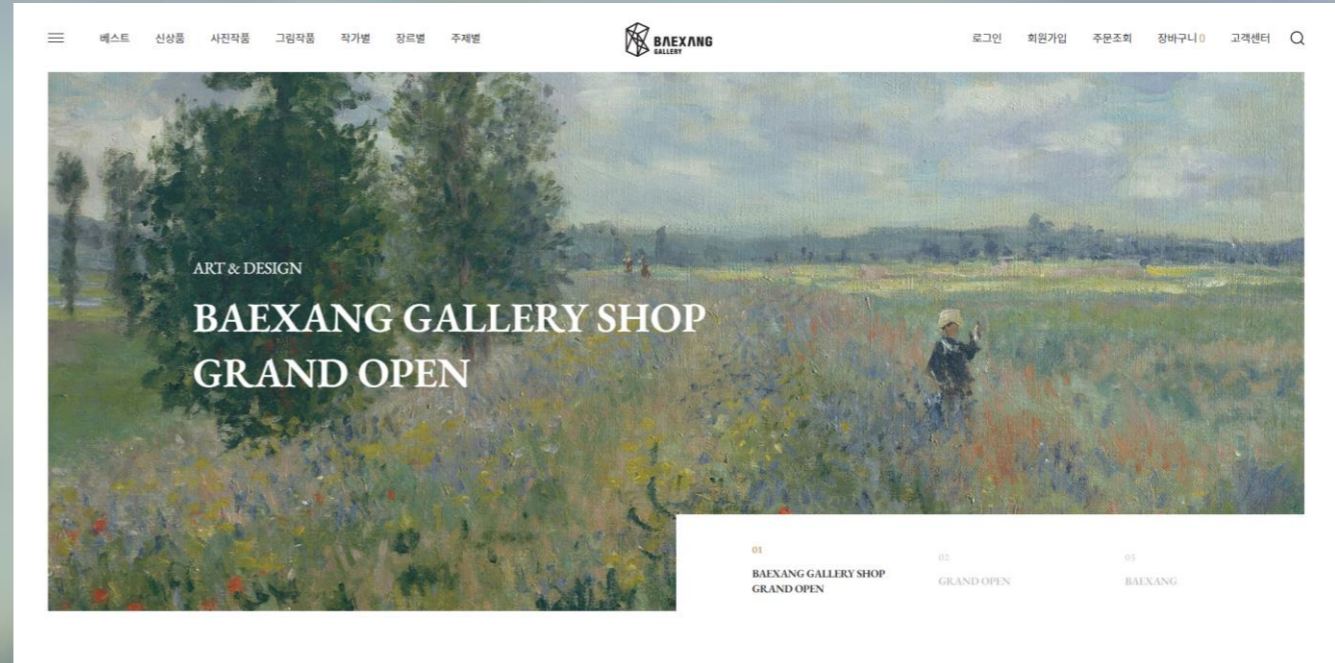 베스트 신상품 사진작품 그림작품 작가별 장르별 주제별
BAEXANG
GALLERY
로그인 회원가입 주문조회 장바구니 0 고객센터
ART & DESIGN
BAEXANG GALLERY SHOP
GRAND OPEN
01
BAEXANG GALLERY SHOP
GRAND OPEN
02
GRAND OPEN
03
BAEXANG